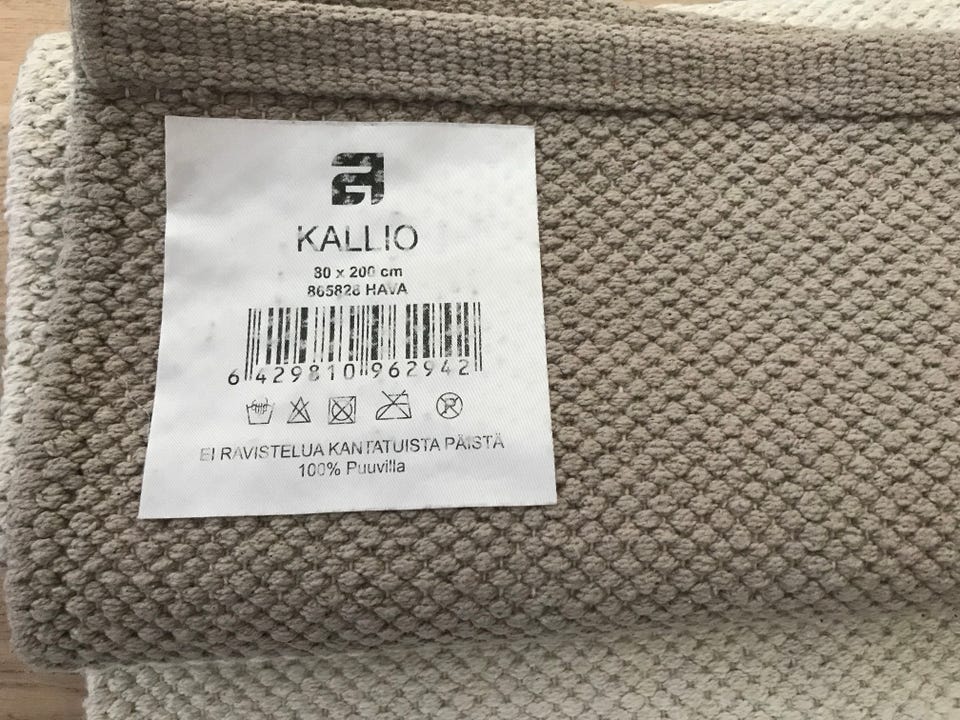 KALLIO
80 x 200 cm
865828 HAVA
6 429810 962942
EI RAVISTELUA KANTATUISTA PÄISTÄ
100% Puuvilla